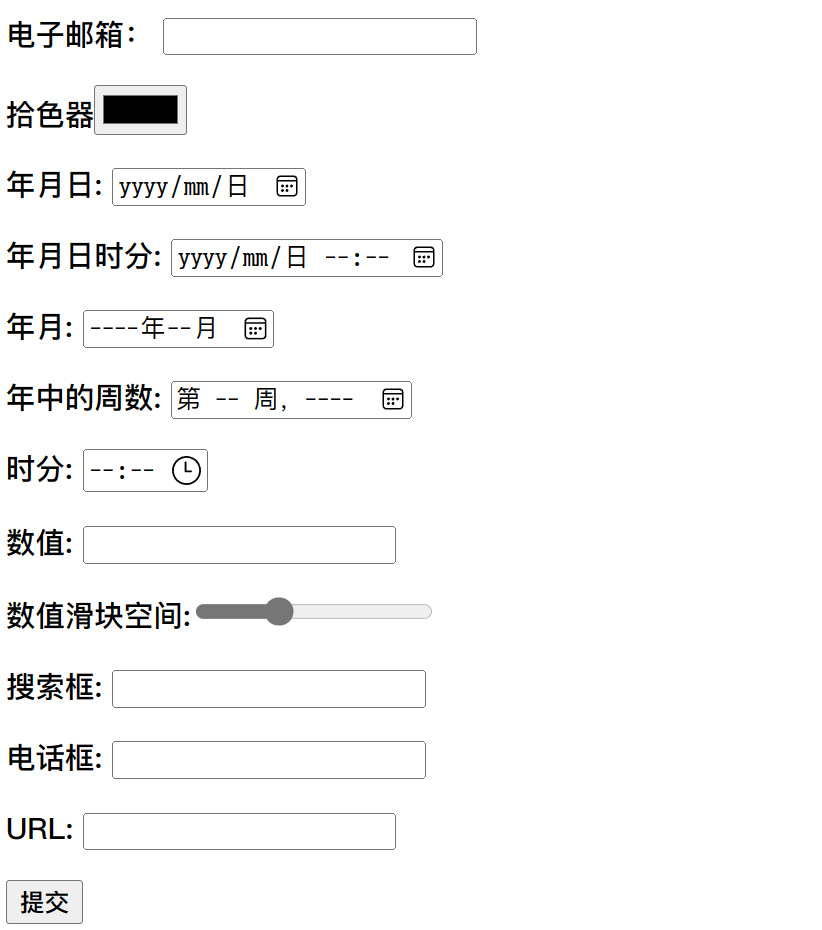 电子邮箱：
拾色器
年月日: yyyy/mm/日
年月日时分: yyyy/mm/日 --:--
年月: ----年--月
年中的周数: 第 -- 周, ----
时分: --:--
数值:
数值滑块空间:
搜索框:
电话框:
URL:
提交